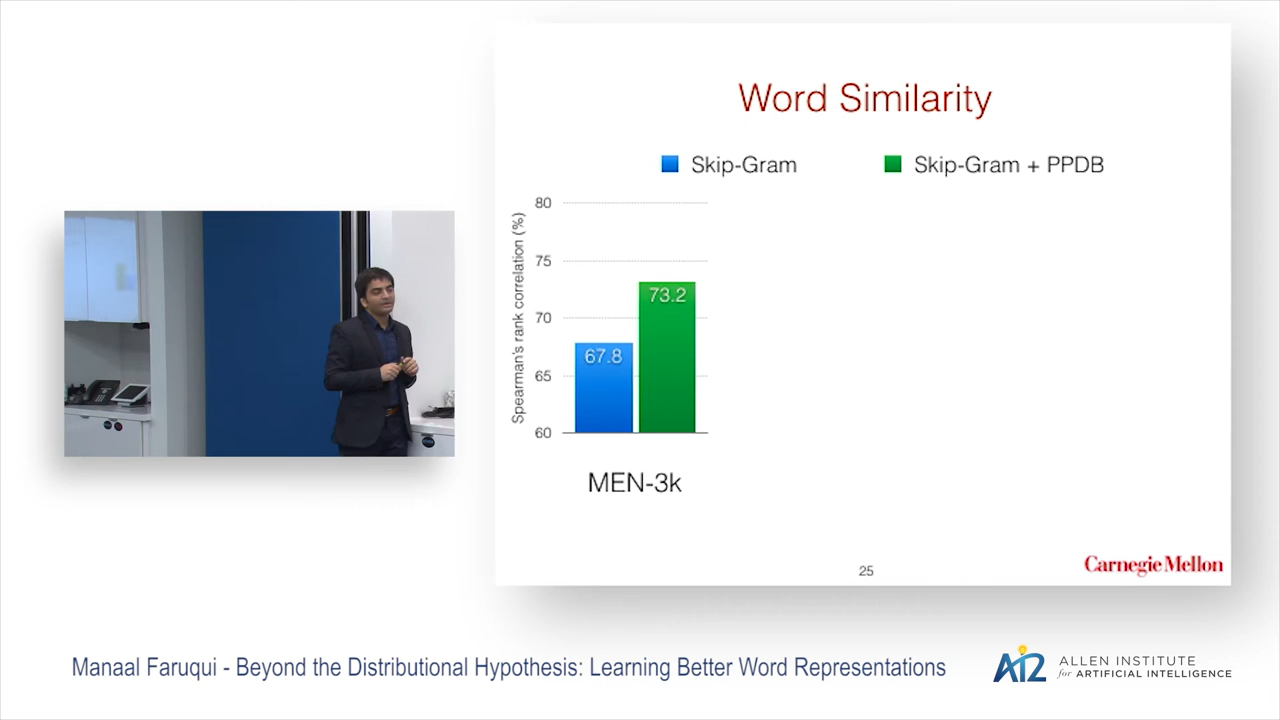 Word Similarity
Skip-Gram
Skip-Gram + PPDB
Spearman's rank correlation (%)
80
75
70
65
60
67.8
73.2
MEN-3k
25
Carnegie Mellon
Manaal Faruqui - Beyond the Distributional Hypothesis: Learning Better Word Representations
AI2
ALLEN INSTITUTE
for ARTIFICIAL INTELLIGENCE